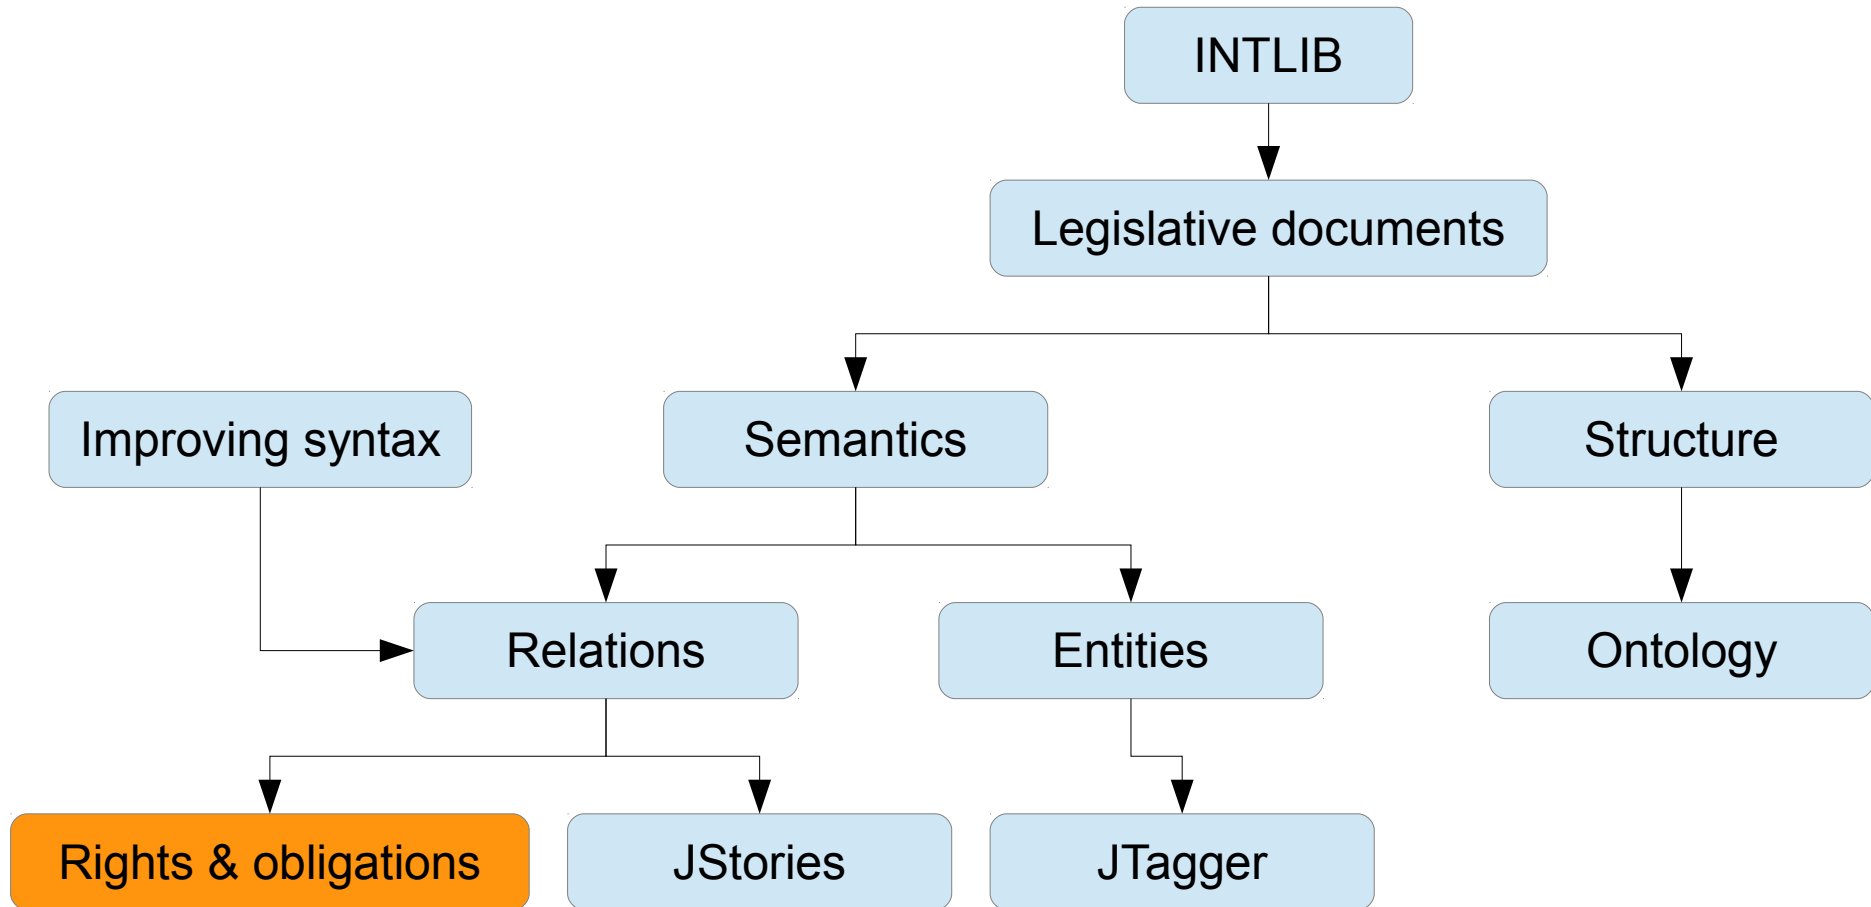 INTLIB
Legislative documents
Improving syntax
Semantics
Structure
Relations
Entities
Ontology
Rights & obligations
JStories
JTagger